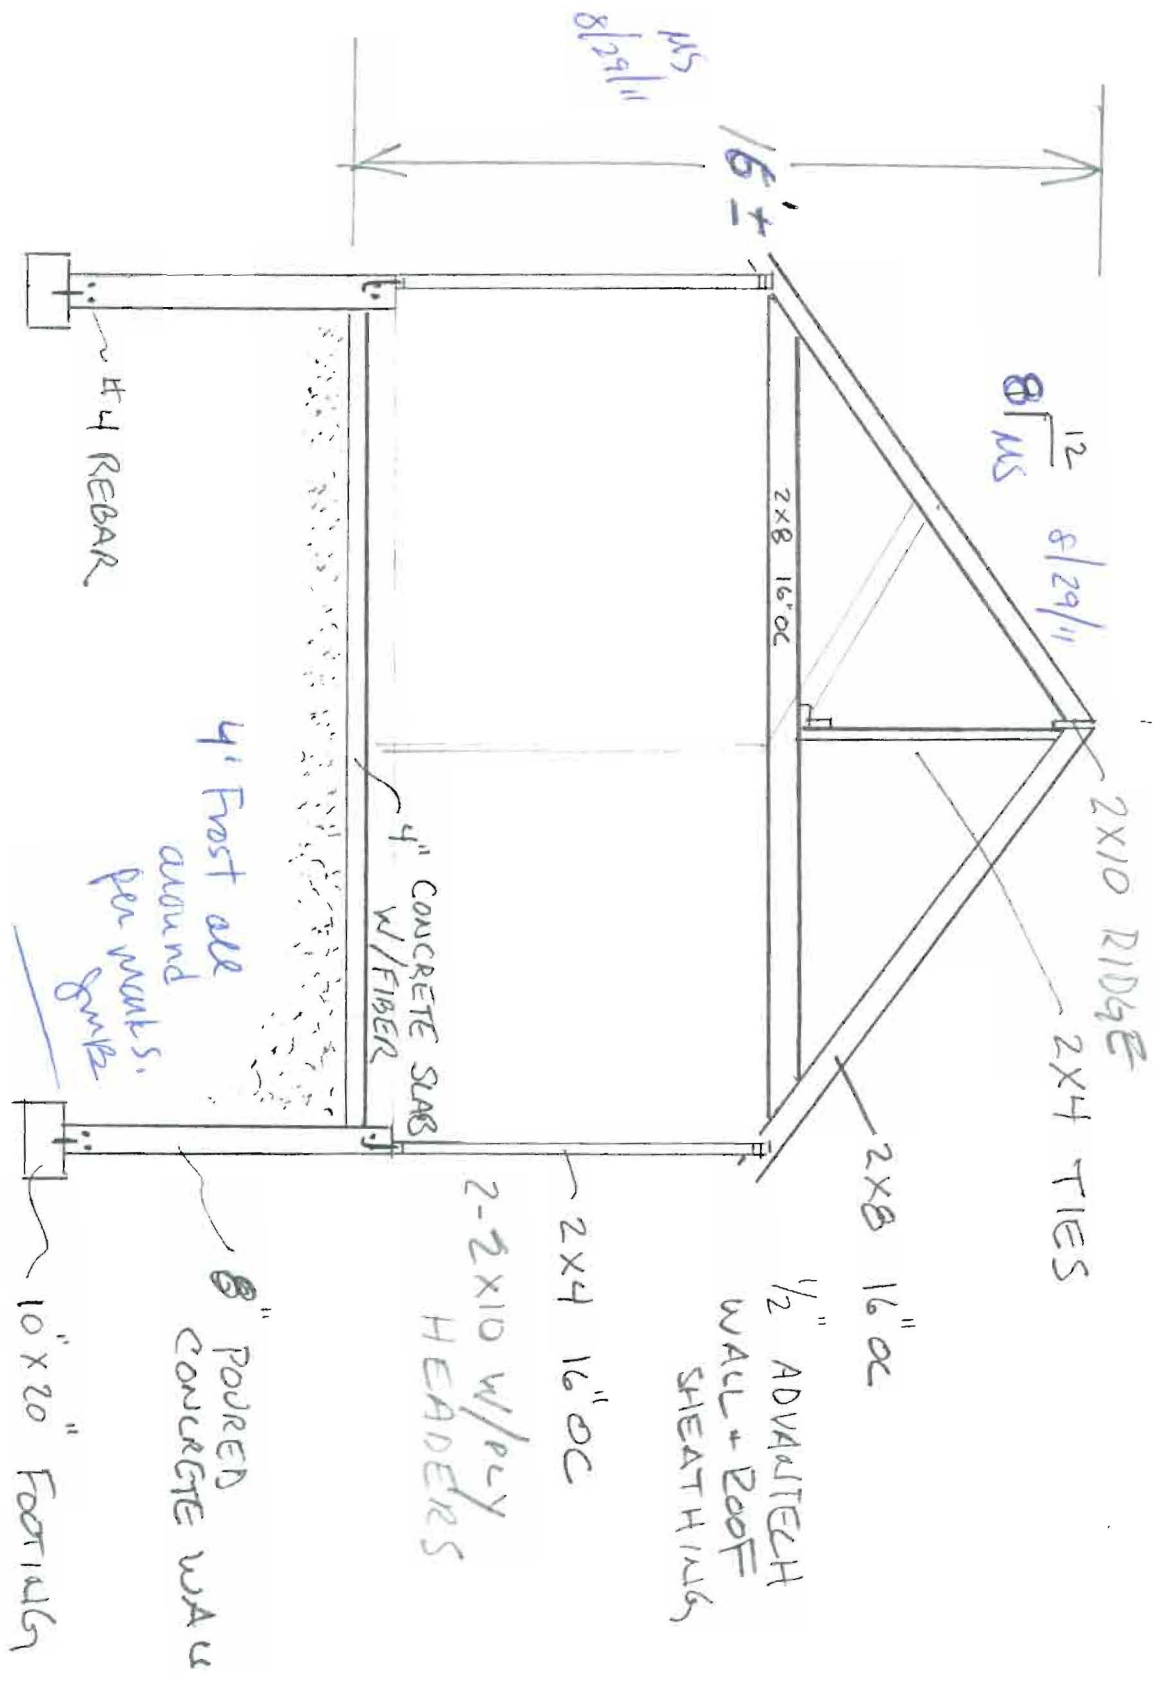 MS
8/29/11
16' ±
12
8
MS 8/29/11
2X10 RIDGE
2X4 TIES
2X8 16"OC
2X8 16"OC
1/2" ADVANTECH
WALL + ROOF
SHEATHING
2X4 16"OC
2-2X10 W/PLY
HEADERS
4" CONCRETE SLAB
W/FIBER
8" POURED
CONCRETE WALL
10"X20" FOOTING
#4 REBAR
4' Frost all
around
per mark S.